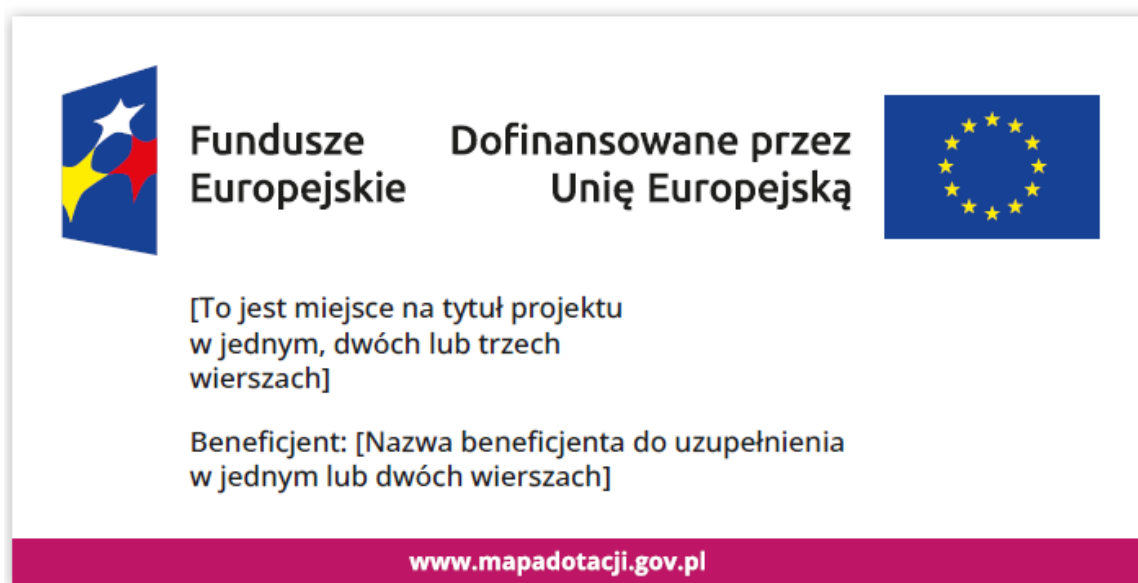 Fundusze
Europejskie
Dofinansowane przez
Unię Europejską
[To jest miejsce na tytuł projektu
w jednym, dwóch lub trzech
wierszach]
Beneficjent: [Nazwa beneficjenta do uzupełnienia
w jednym lub dwóch wierszach]
www.mapadotacji.gov.pl